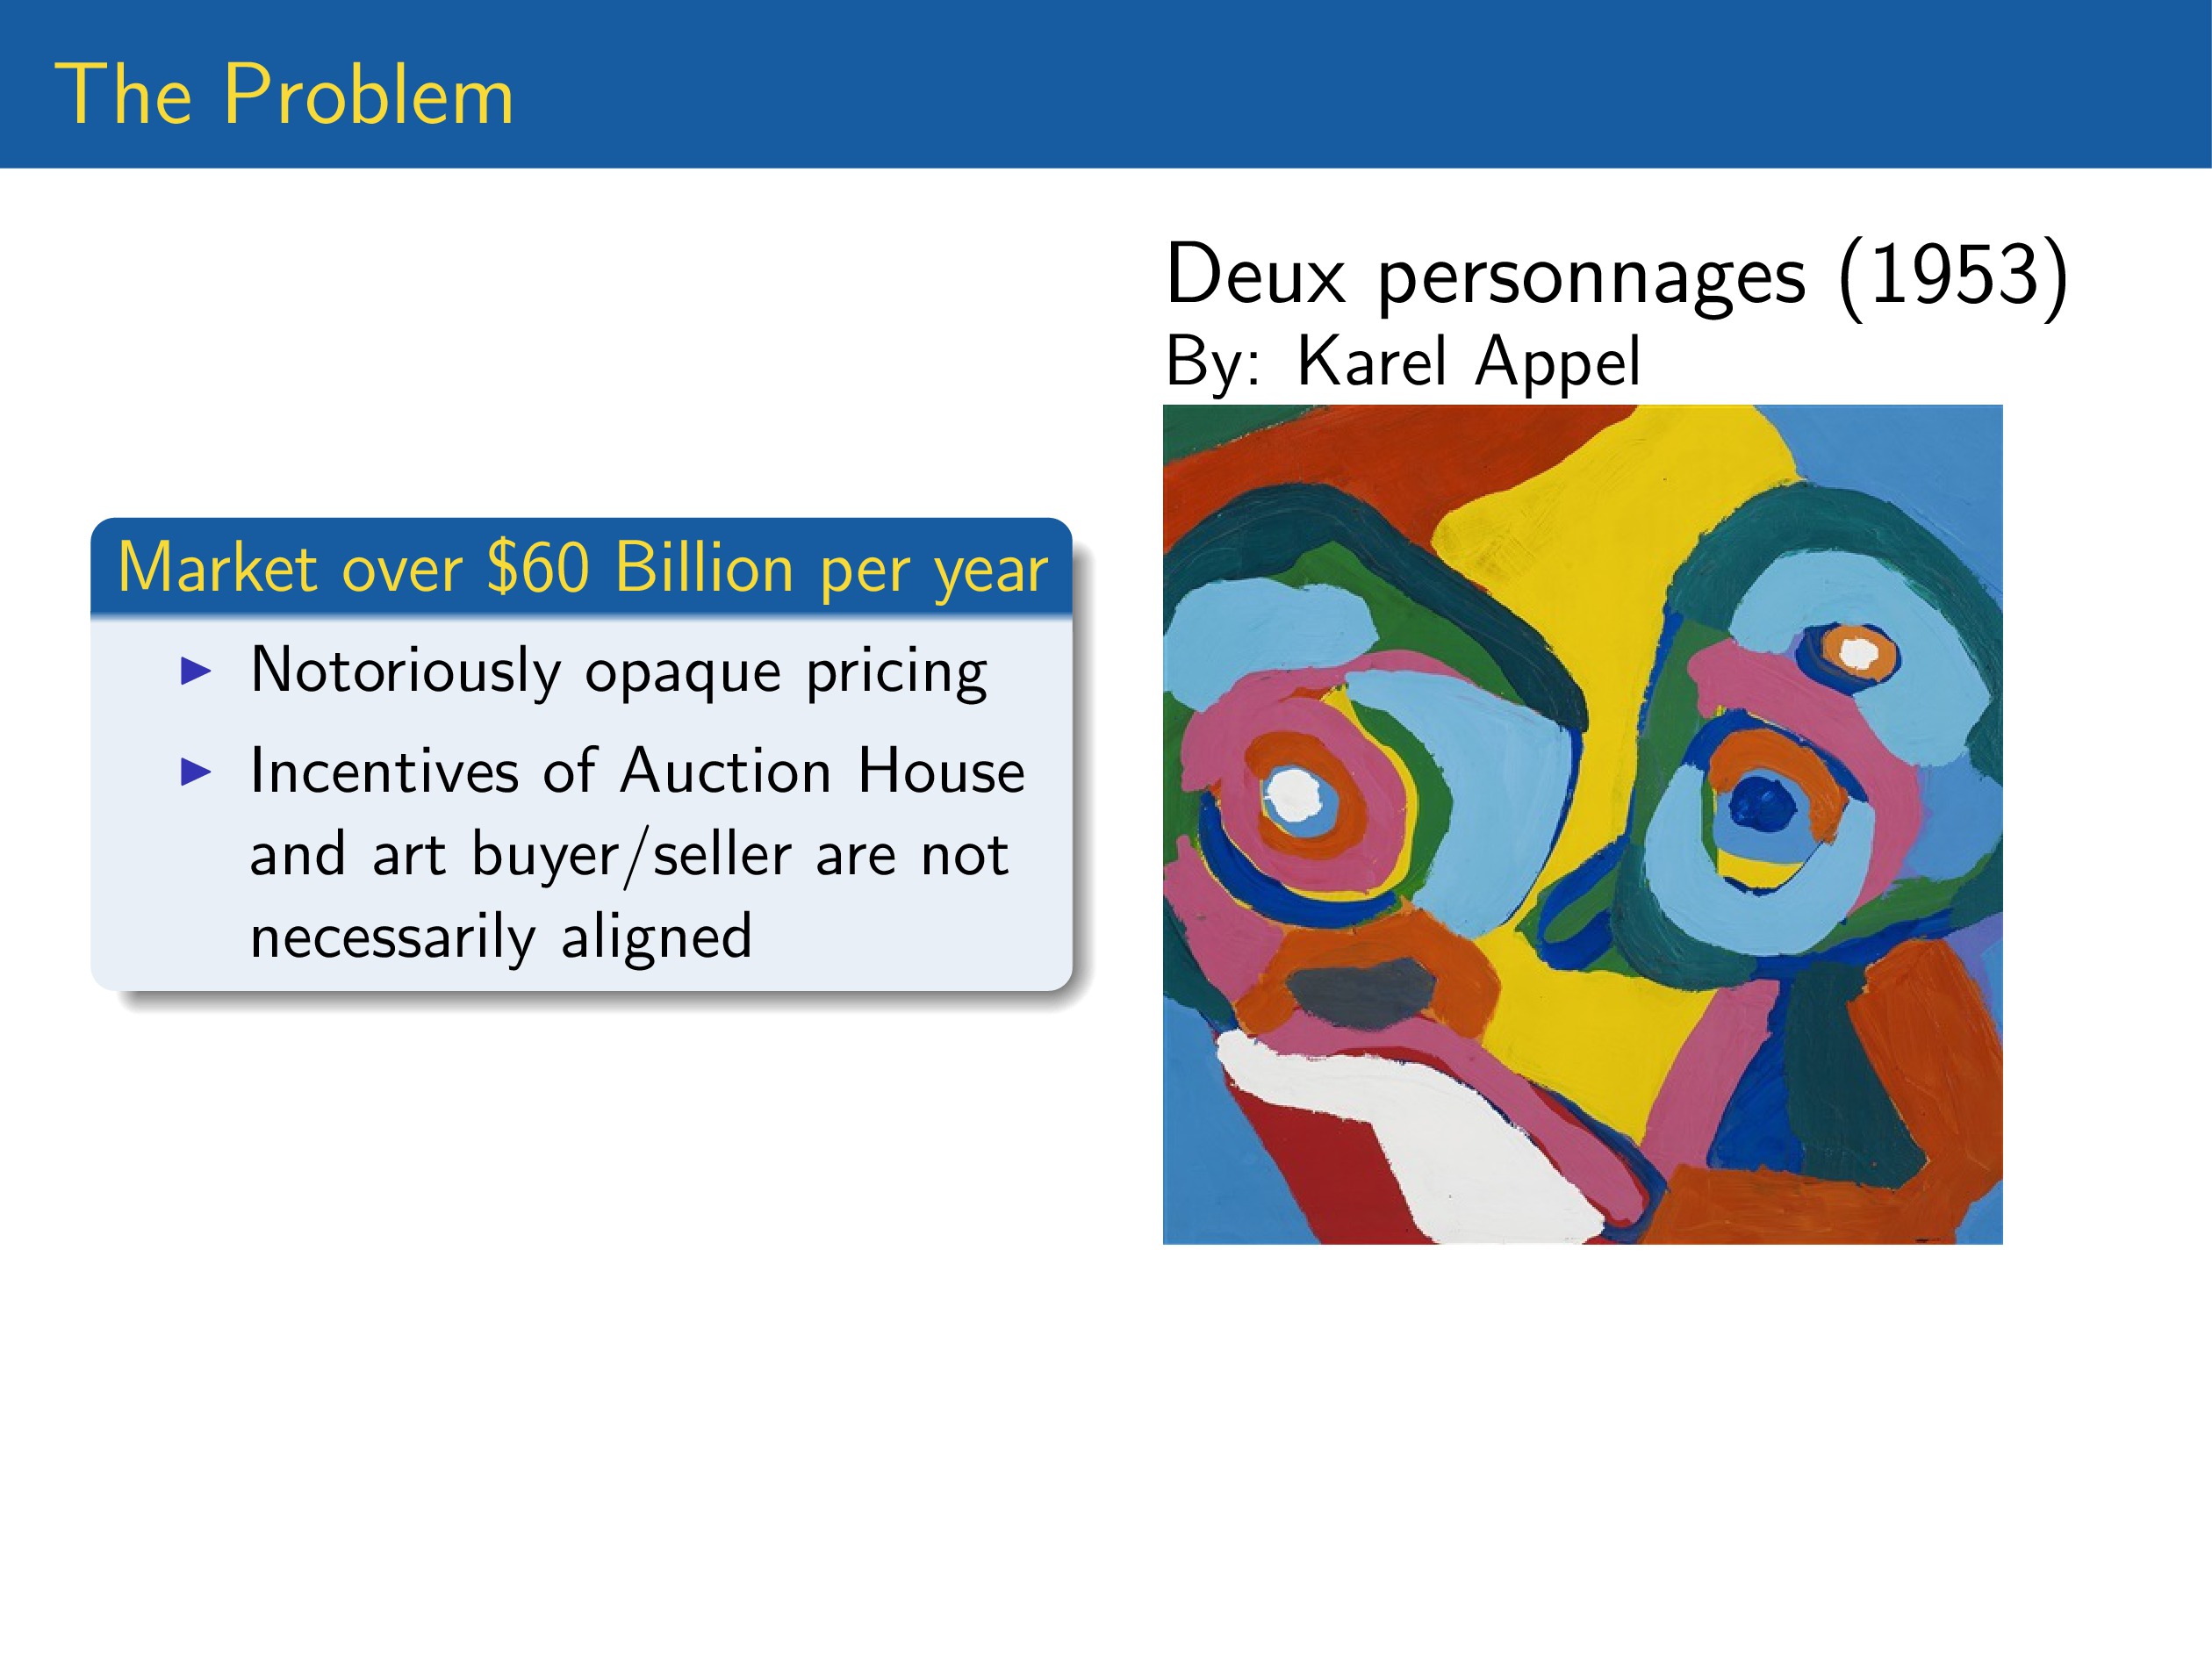 The Problem
Market over $60 Billion per year
Notoriously opaque pricing
Incentives of Auction House
and art buyer/seller are not
necessarily aligned
Deux personnages (1953)
By: Karel Appel